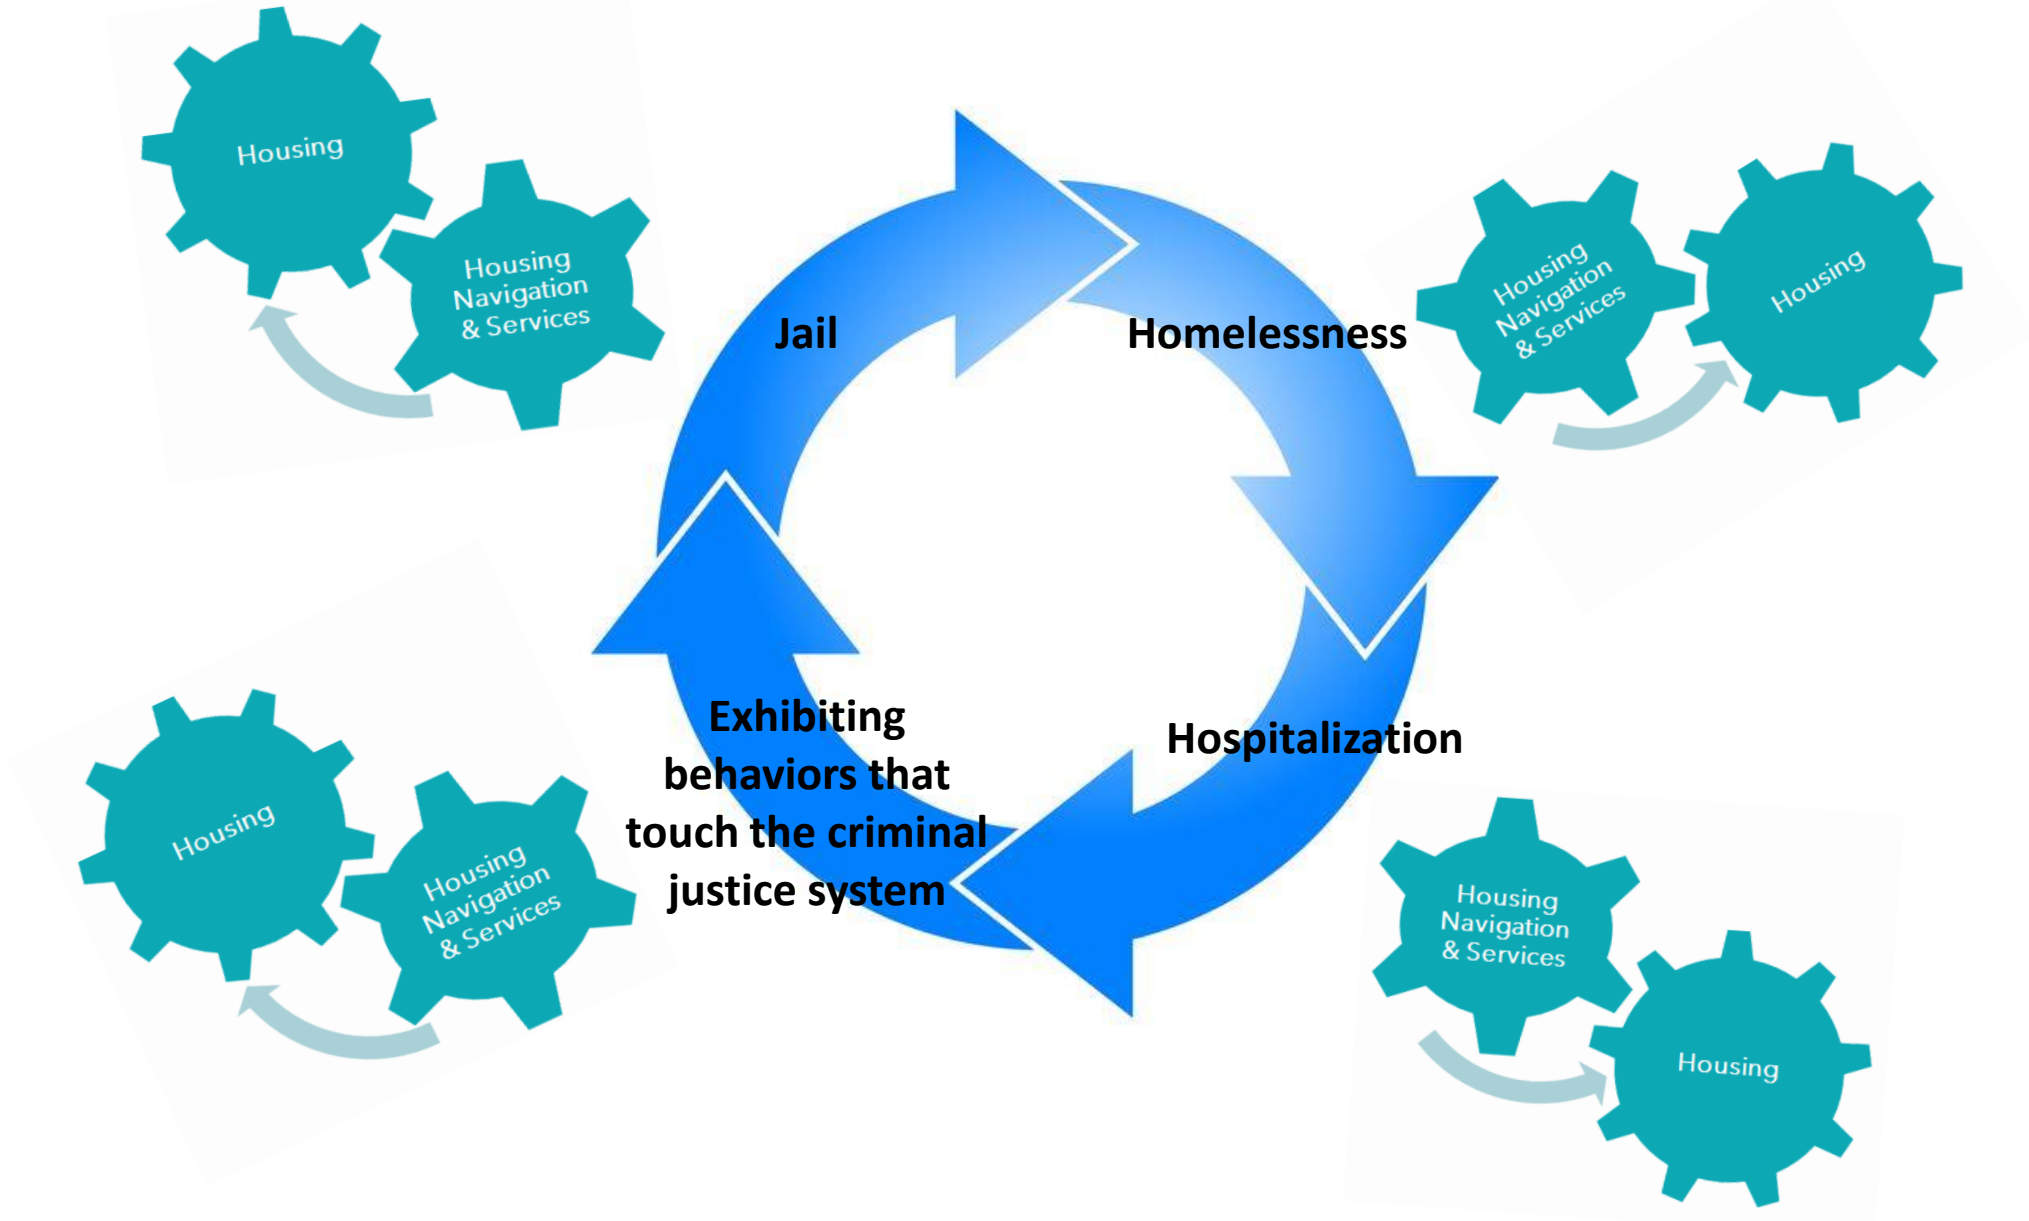 Housing
Housing
Navigation
& Services
Jail
Homelessness
Housing
Navigation
& Services
Housing
Exhibiting
behaviors that
touch the criminal
justice system
Hospitalization
Housing
Housing
Navigation
& Services
Housing
Navigation
& Services
Housing